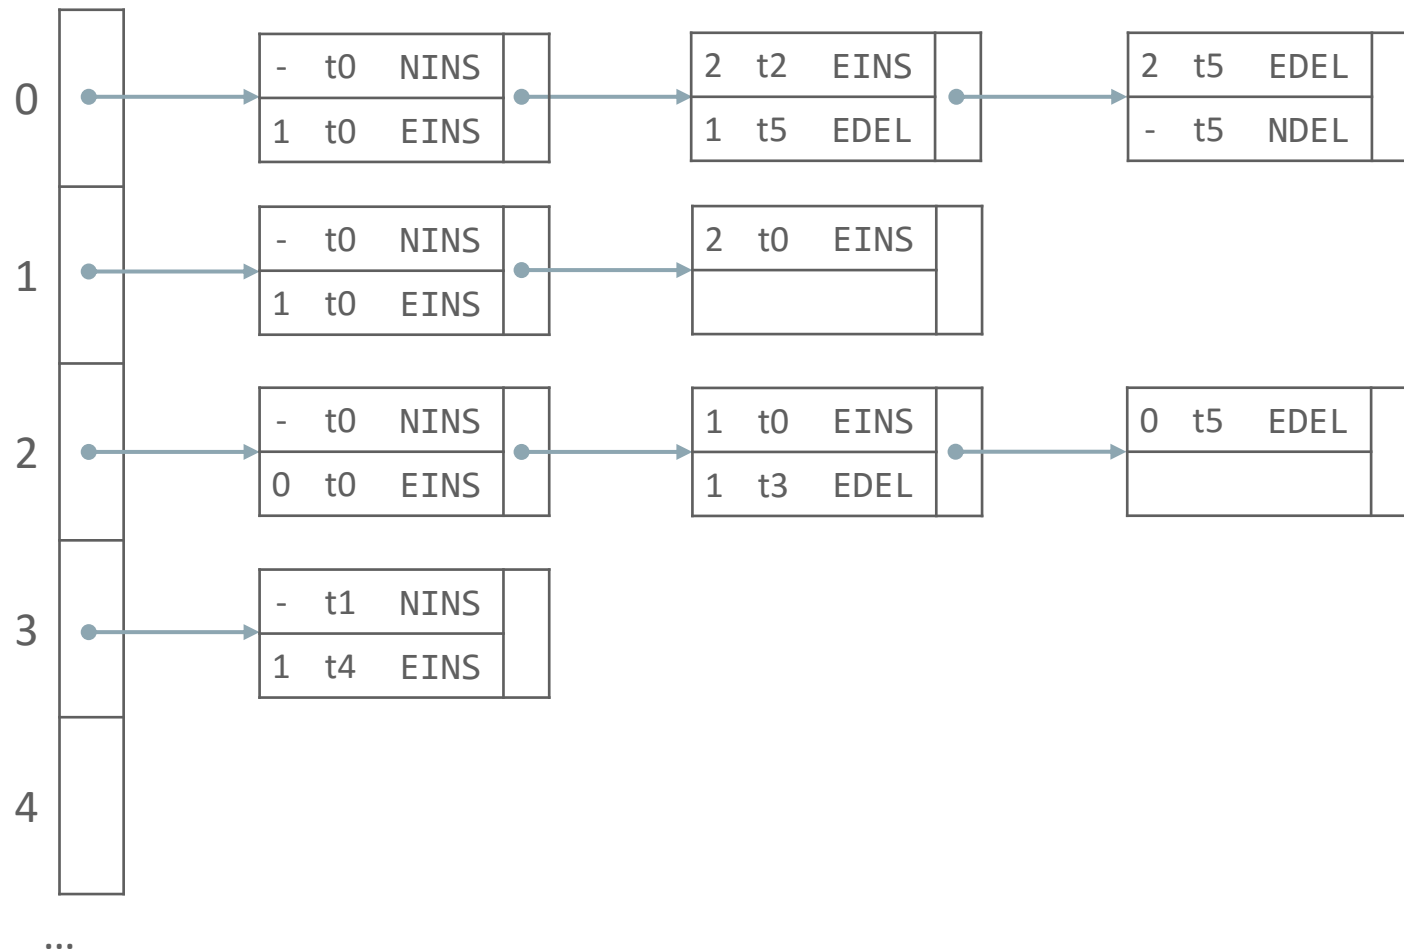 - t0 NINS 2 t2 EINS 2 t5 EDEL
0
1 t0 EINS 1 t5 EDEL - t5 NDEL
- t0 NINS 2 t0 EINS
1
1 t0 EINS
- t0 NINS 1 t0 EINS 0 t5 EDEL
2
0 t0 EINS 1 t3 EDEL
- t1 NINS
3
1 t4 EINS
4
...